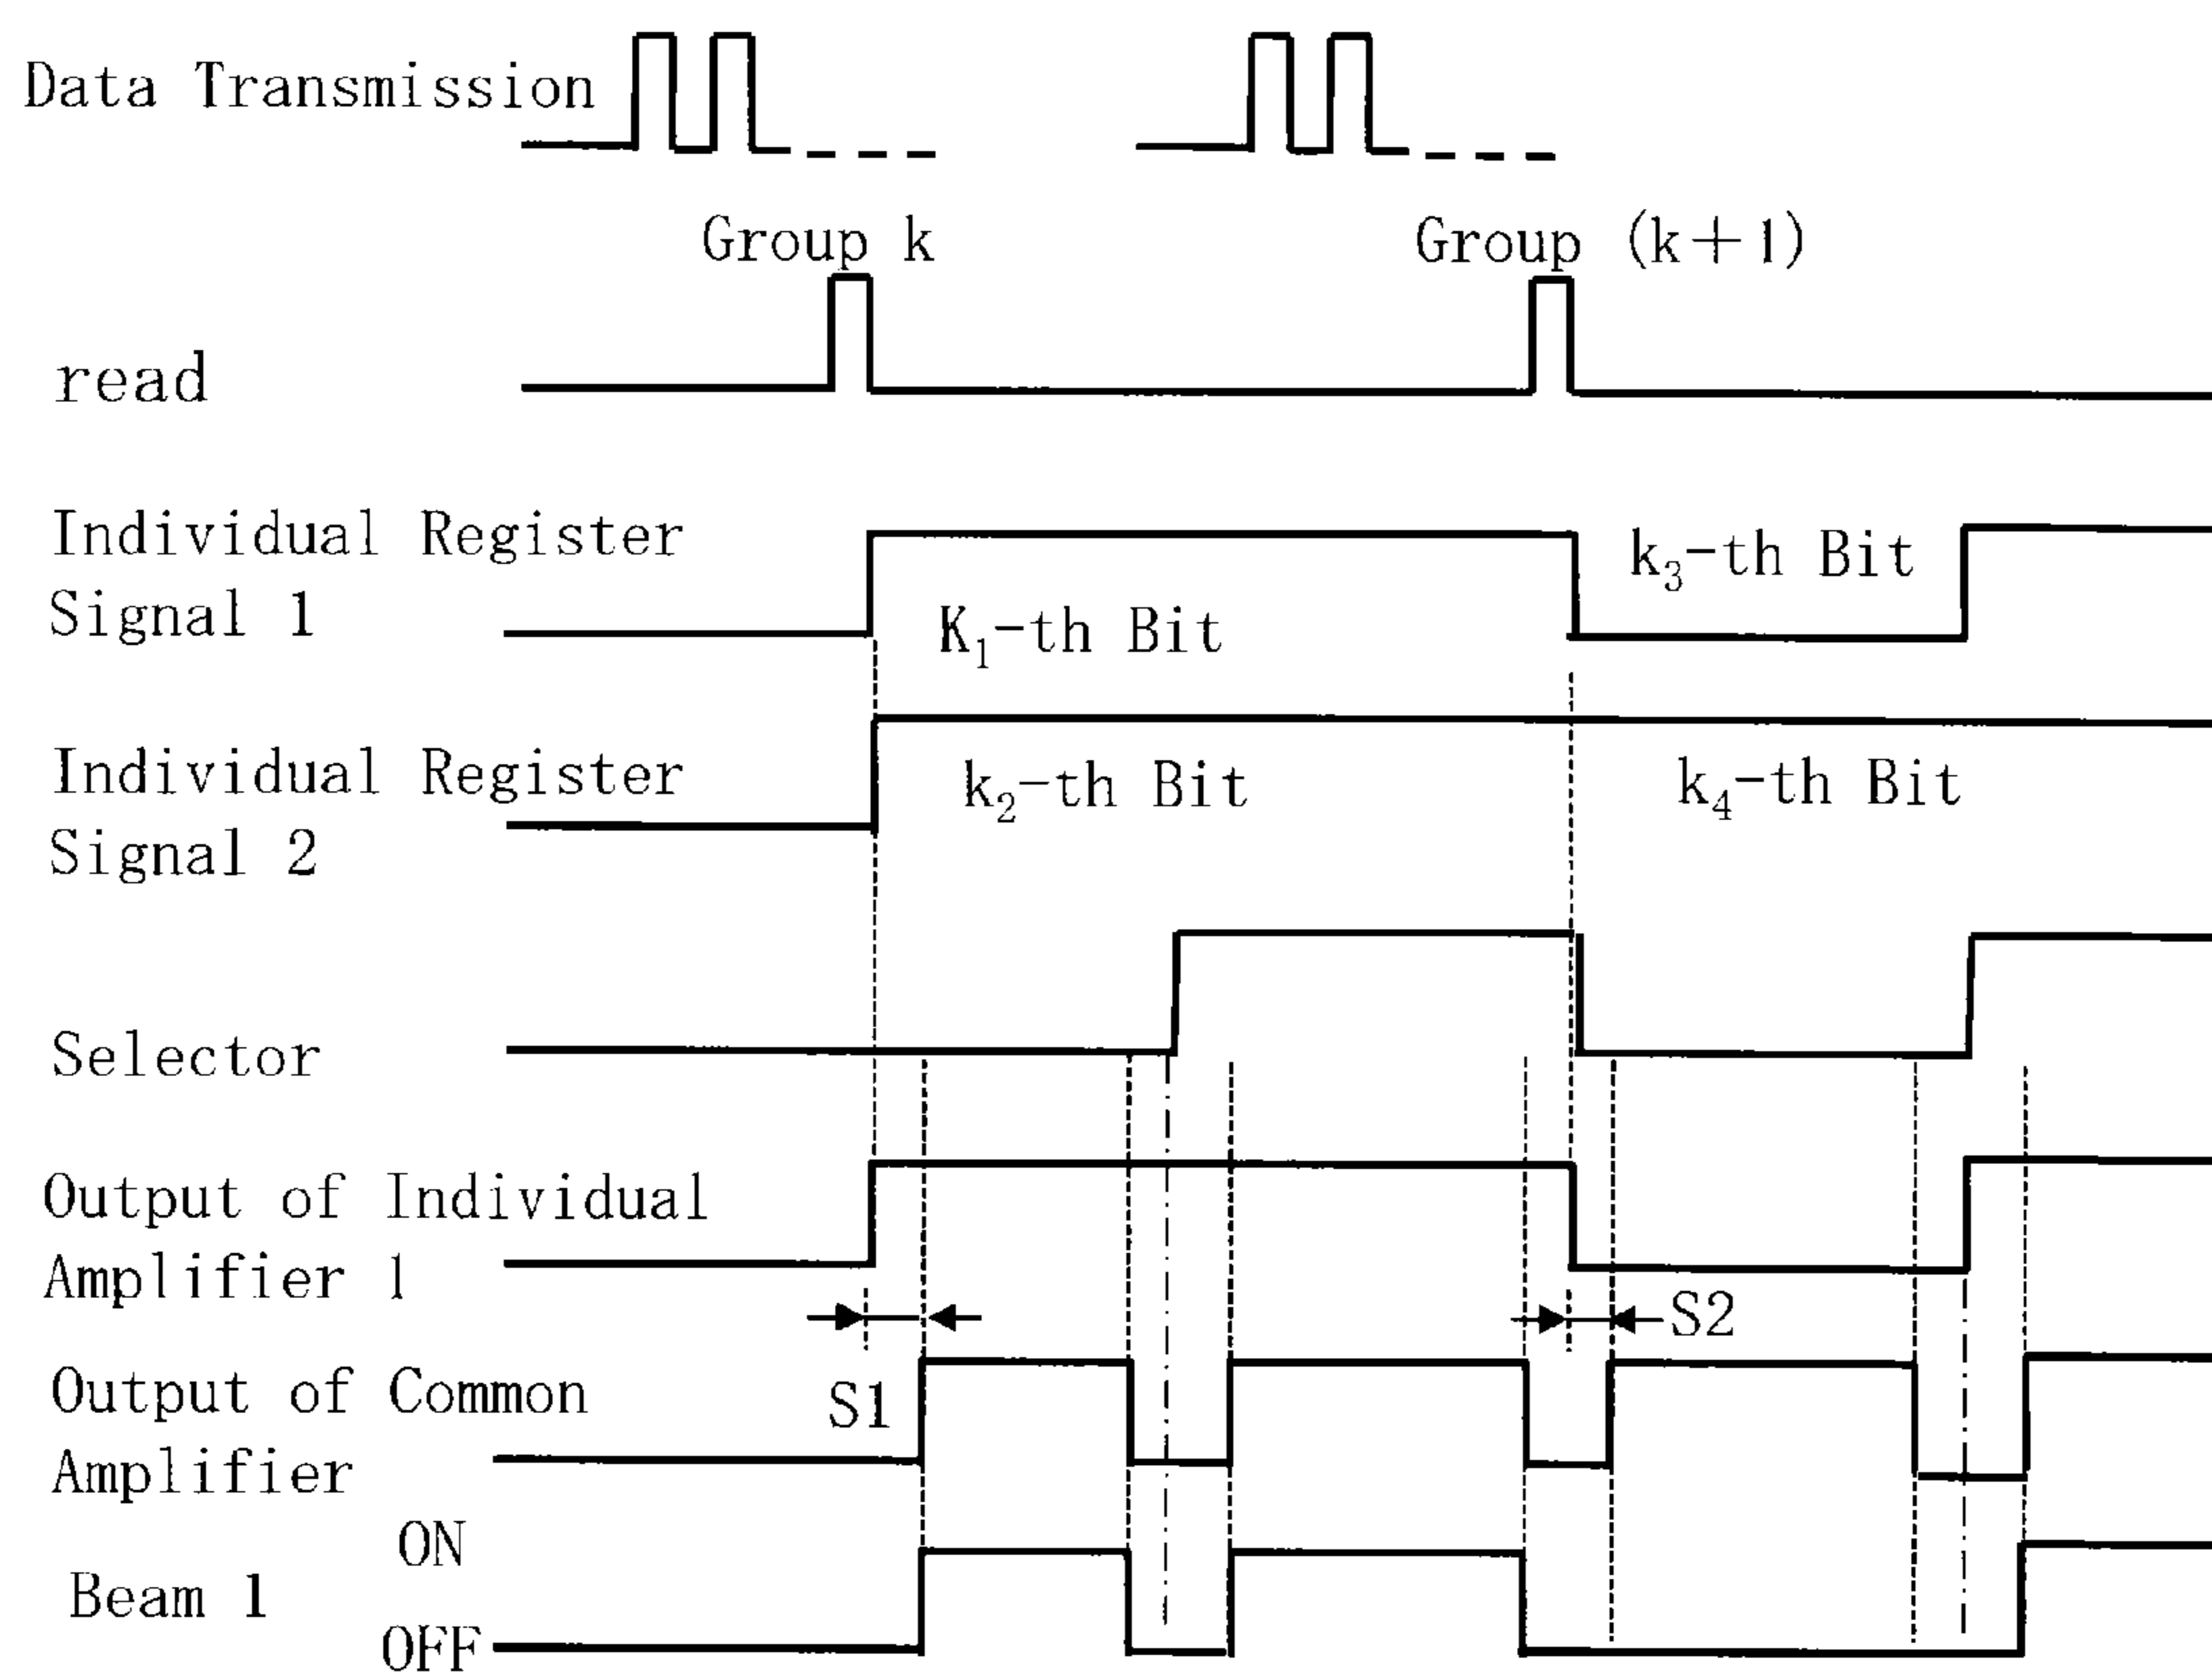 Data Transmission
Group k
Group (k+1)
read
Individual Register
Signal 1
K₁-th Bit
k₃-th Bit
Individual Register
Signal 2
k₂-th Bit
k₄-th Bit
Selector
Output of Individual
Amplifier 1
S1
S2
Output of Common
Amplifier
ON
Beam 1
OFF